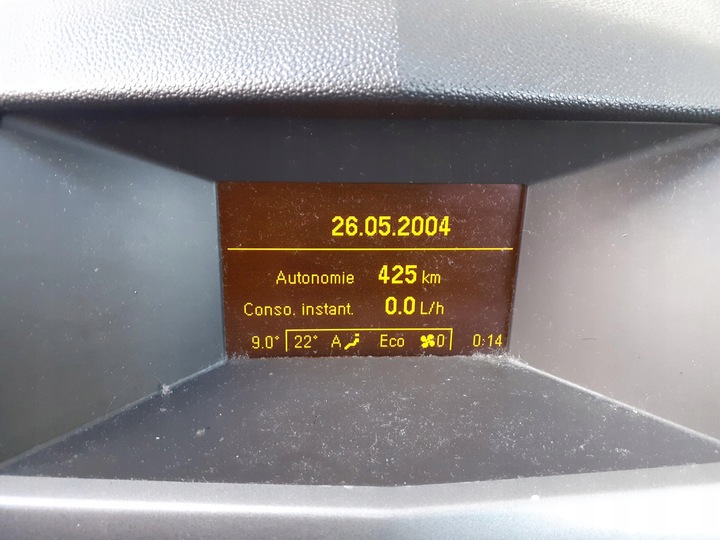 26.05.2004
Autonomie 425 km
Conso. instant. 0.0 L/h
9.0° 22° A Eco 0 0:14